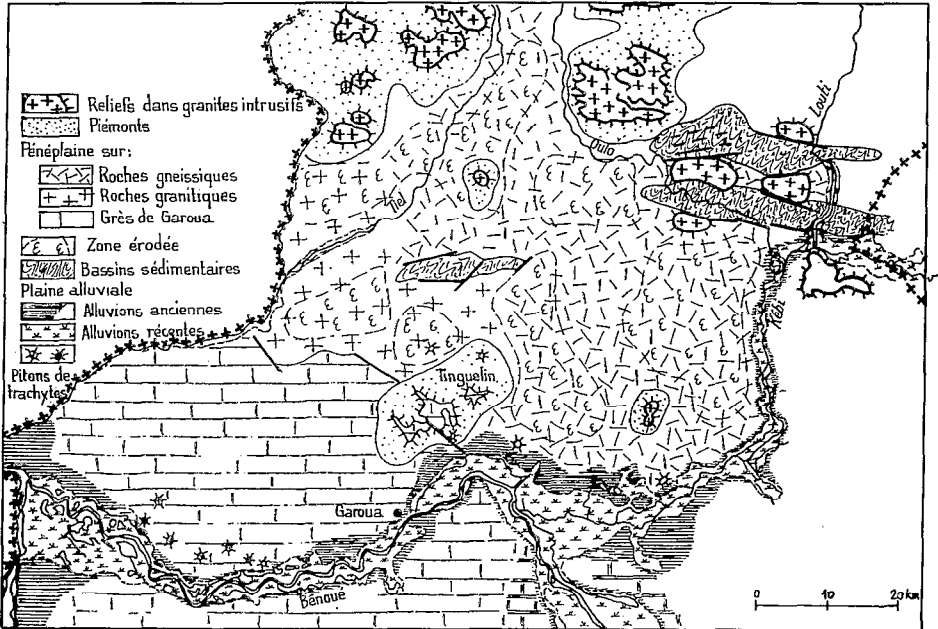 Reliefs dans granites intrusifs
Piémonts
Pénéplaine sur:
Roches gneissiques
Roches granitiques
Grès de Garoua
Zone érodée
Bassins sédimentaires
Plaine alluviale
Alluvions anciennes
Alluvions récentes
Pitons de
trachytes
Louti
Oulo
Tiel
Kébi
Tinguelin
Garoua
Bénoué
0 10 20 km